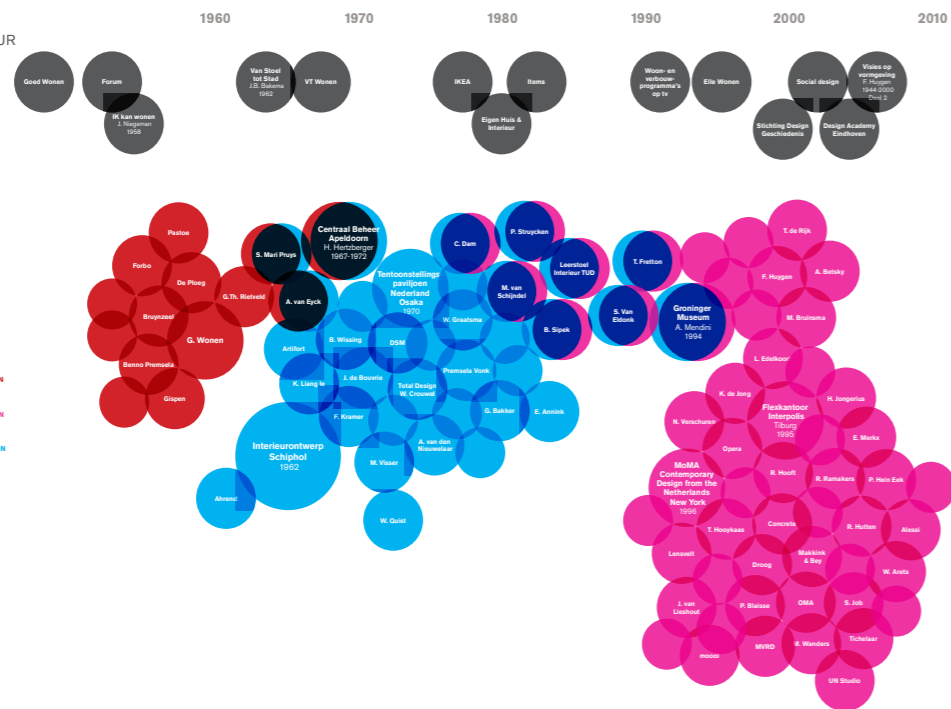 1960 1970 1980 1990 2000 2010
UR
Goed Wonen
Forum
IK kan wonen
J. Niegeman
1958
Van Stoel
tot Stad
J.B. Bakema
1962
VT Wonen
IKEA
Items
Eigen Huis &
Interieur
Woon- en
verbouw-
programma's
op tv
Elle Wonen
Social design
Visies op
vormgeving
F. Huygen
1944-2000
Deel 2
Stichting Design
Geschiedenis
Design Academy
Eindhoven
Pastoe
Forbo
De Ploeg
Bruynzeel
G.Th. Rietveld
G. Wonen
Benno Premsela
Gispen
S. Mari Pruys
Centraal Beheer
Apeldoorn
H. Hertzberger
1967-1972
A. van Eyck
Tentoonstellings
paviljoen
Nederland
Osaka
1970
C. Dam
P. Struycken
Leerstoel
Interieur TUD
M. van
Schijndel
B. Sipek
T. Fretton
S. Van
Eldonk
Groninger
Museum
A. Mendini
1994
W. Graatsma
Artifort
B. Wissing
DSM
K. Liang Ie
J. de Bouvrie
Total Design
W. Crouwel
Premsela Vonk
F. Kramer
G. Bakker
E. Annink
A. van den
Nieuwelaar
M. Visser
Interieurontwerp
Schiphol
1962
Ahrend
W. Quist
T. de Rijk
F. Huygen
A. Betsky
M. Bruinsma
L. Edelkoort
K. de Jong
H. Jongerius
Flexkantoor
Interpolis
Tilburg
1995
N. Verschuren
E. Merkx
Opera
MoMA
Contemporary
Design from the
Netherlands
New York
1996
R. Hooft
R. Ramakers
P. Hein Eek
T. Hooykaas
Concrete
R. Hutten
Alessi
Lensvelt
Droog
Makkink
& Bey
W. Arets
J. van
Lieshout
P. Blaisse
OMA
S. Job
moooi
MVRD
M. Wanders
Tichelaar
UN Studio
N
N
N